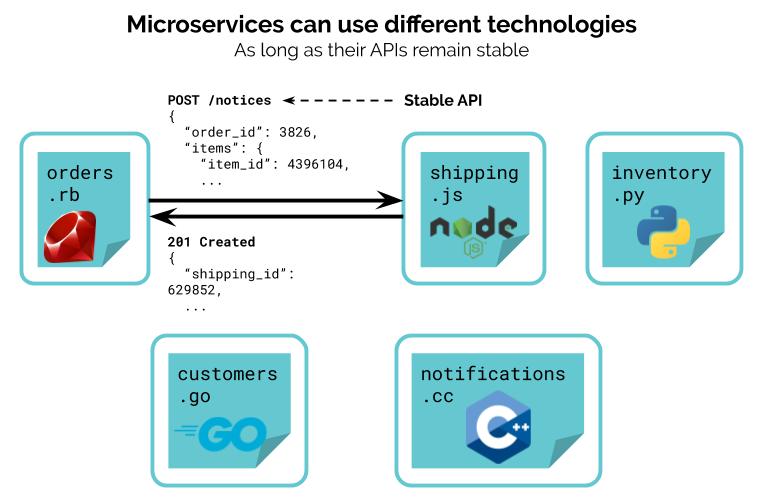 Microservices can use different technologies
As long as their APIs remain stable
POST /notices
Stable API
{
“order_id”: 3826,
“items”: {
“item_id”: 4396104,
...
orders
.rb
shipping
.js
node
JS
inventory
.py
201 Created
{
“shipping_id”:
629852,
...
customers
.go
GO
notifications
.cc
C++